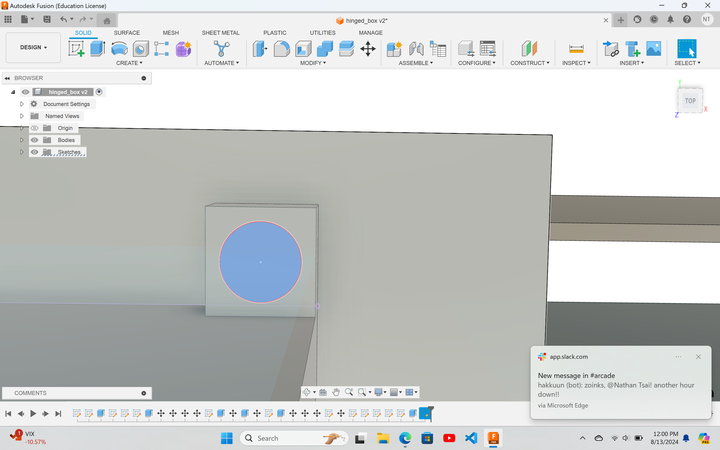 Autodesk Fusion (Education License)
hinged_box v2*
NT
DESIGN
SOLID
SURFACE
MESH
SHEET METAL
PLASTIC
UTILITIES
MANAGE
CREATE
AUTOMATE
MODIFY
ASSEMBLE
CONFIGURE
CONSTRUCT
INSPECT
INSERT
SELECT
BROWSER
hinged_box v2
Document Settings
Named Views
Origin
Bodies
Sketches
TOP
X
Z
app.slack.com
New message in #arcade
hakkuun (bot): zoinks, @Nathan Tsai! another hour
down!!
via Microsoft Edge
COMMENTS
VIX
-10.57%
Search
12:00 PM
8/13/2024